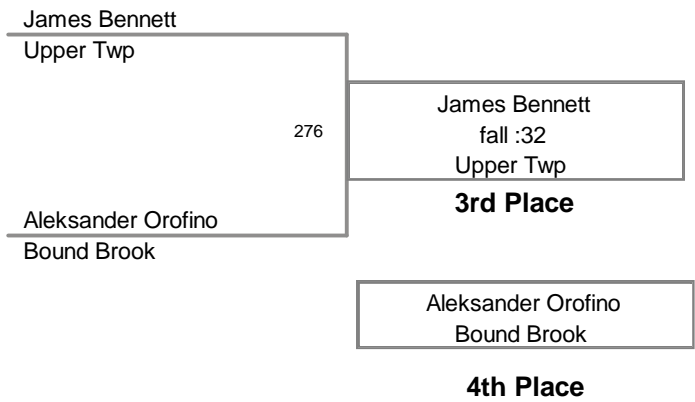 James Bennett
Upper Twp
276
James Bennett
fall :32
Upper Twp
3rd Place
Aleksander Orofino
Bound Brook
Aleksander Orofino
Bound Brook
4th Place